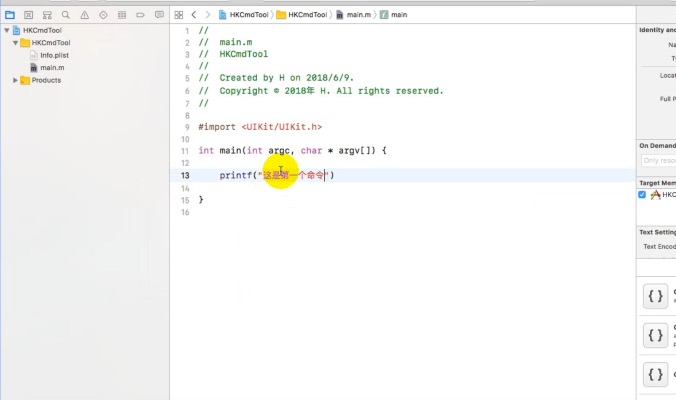 HKCmdTool
HKCmdTool
Info.plist
main.m
Products
HKCmdTool
HKCmdTool
main.m
main
1
//
2
// main.m
3
// HKCmdTool
4
//
5
// Created by H on 2018/6/9.
6
// Copyright © 2018年 H. All rights reserved.
7
//
8
9
#import <UIKit/UIKit.h>
10
11
int main(int argc, char * argv[]) {
12
13
printf("这是第一个命令")
14
15
}
16
Identity and
Na
Ty
Locat
Full P
On Demand
Only resou
Target Mem
HKC
Text Setting
Text Encod
{ }
{ }
{ }